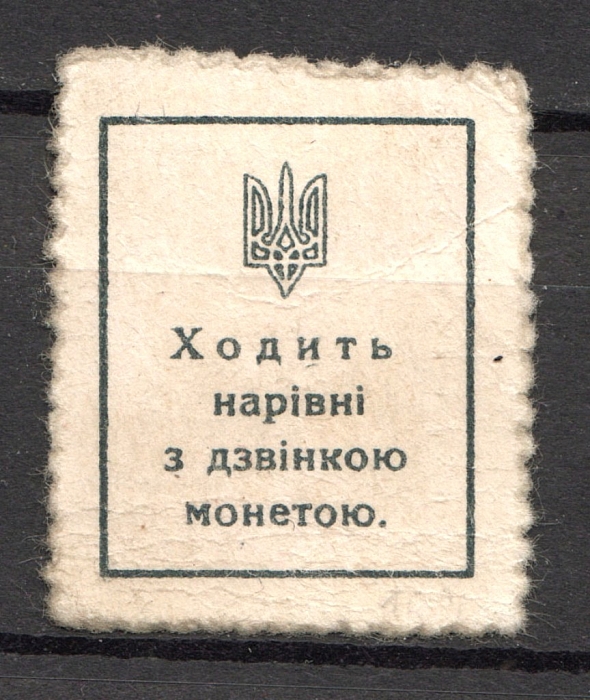 Ходить
нарівні
з дзвінкою
монетою.